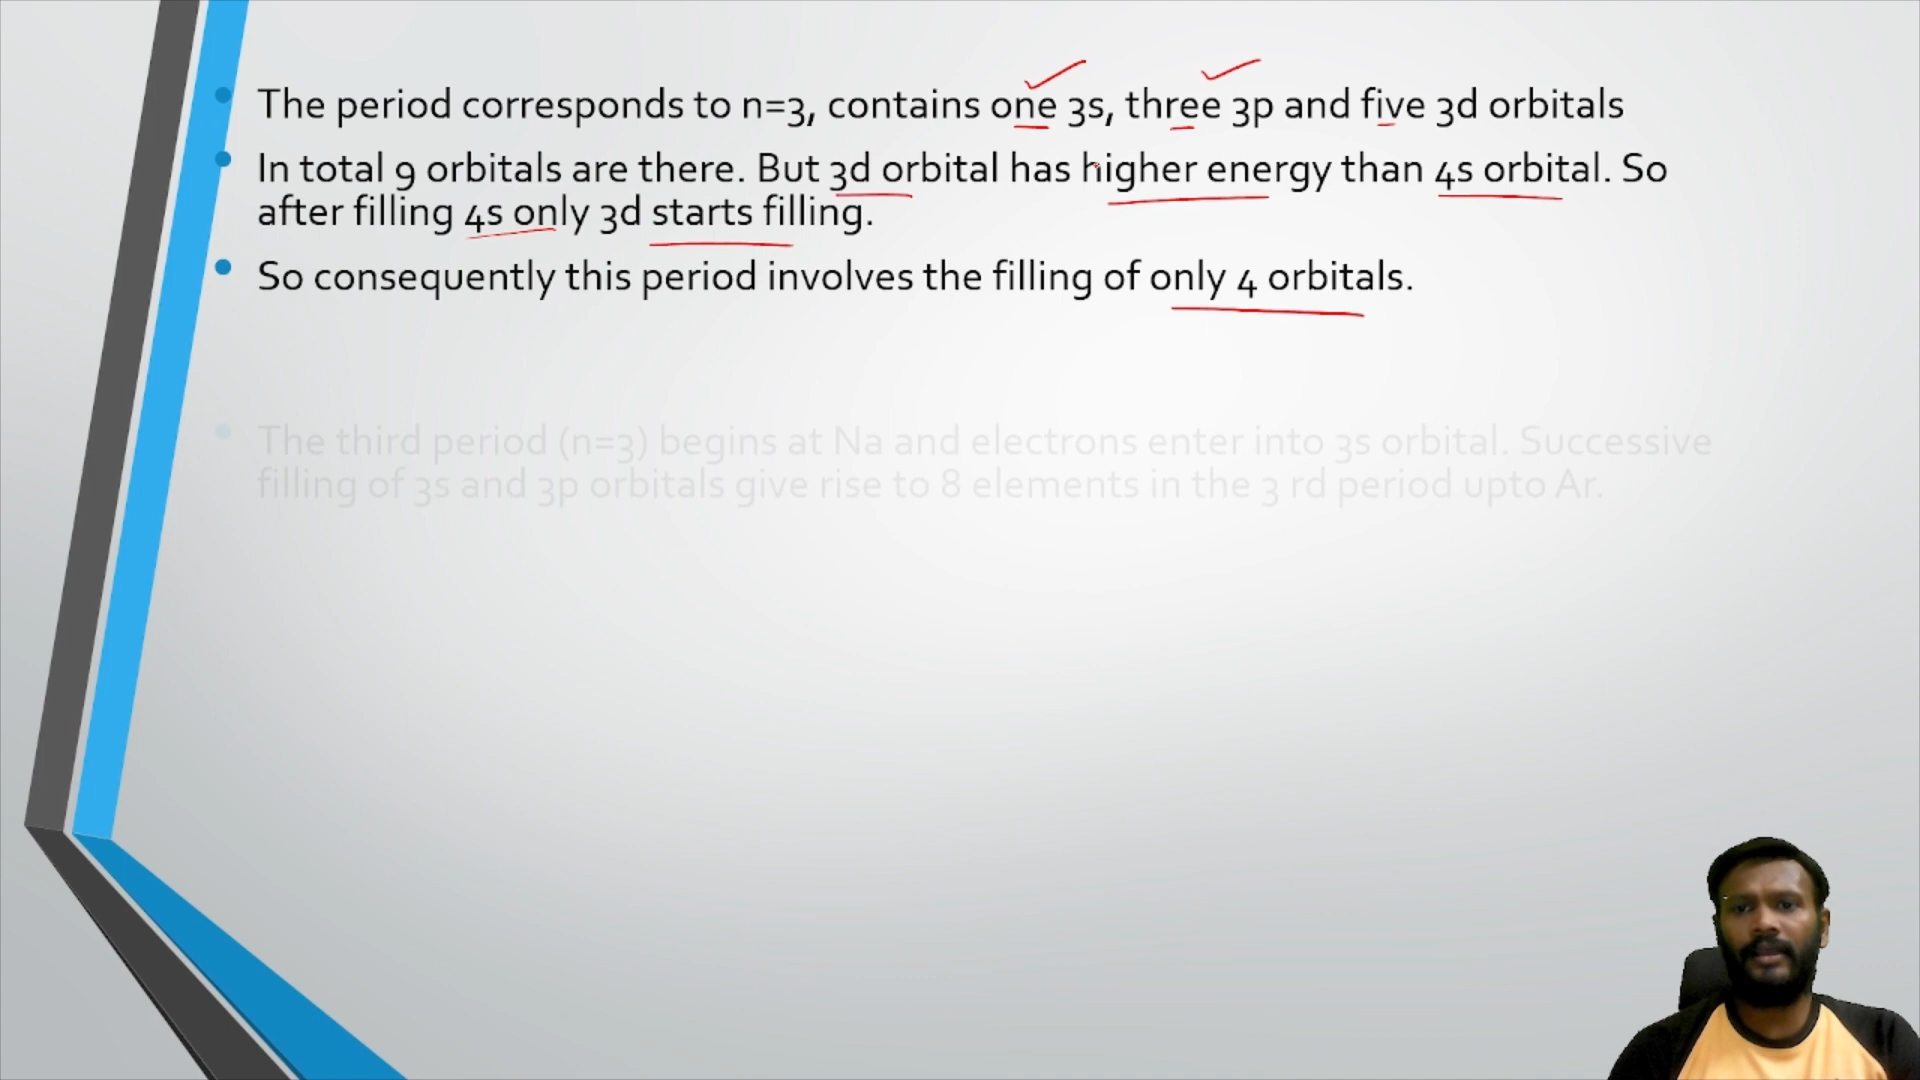 The period corresponds to n=3, contains one 3s, three 3p and five 3d orbitals
In total 9 orbitals are there. But 3d orbital has higher energy than 4s orbital. So
after filling 4s only 3d starts filling.
So consequently this period involves the filling of only 4 orbitals.
The third period (n=3) begins at Na and electrons enter into 3s orbital. Successive
filling of 3s and 3p orbitals give rise to 8 elements in the 3 rd period upto Ar.